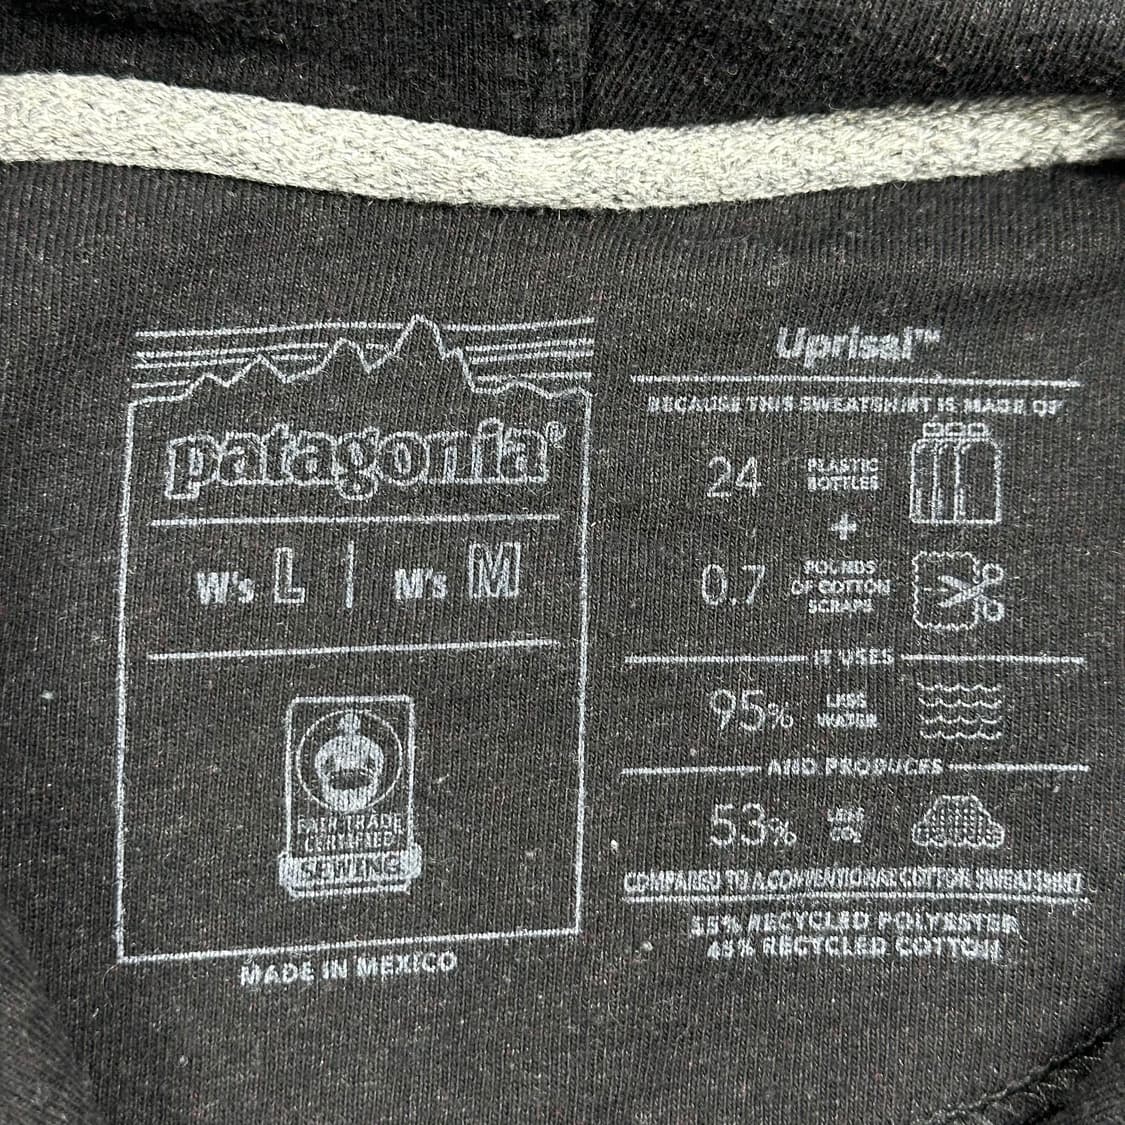 patagonia®
W's L | M's M
FAIR TRADE
CERTIFIED
SEWING
MADE IN MEXICO
Uprisal™
BECAUSE THIS SWEATSHIRT IS MADE OF
24 PLASTIC
BOTTLES
+
0.7 POUNDS
OF COTTON
SCRAPS
IT USES
95% LESS
WATER
AND PRODUCES
53% LESS
CO₂
COMPARED TO A CONVENTIONAL COTTON SWEATSHIRT
55% RECYCLED POLYESTER
45% RECYCLED COTTON